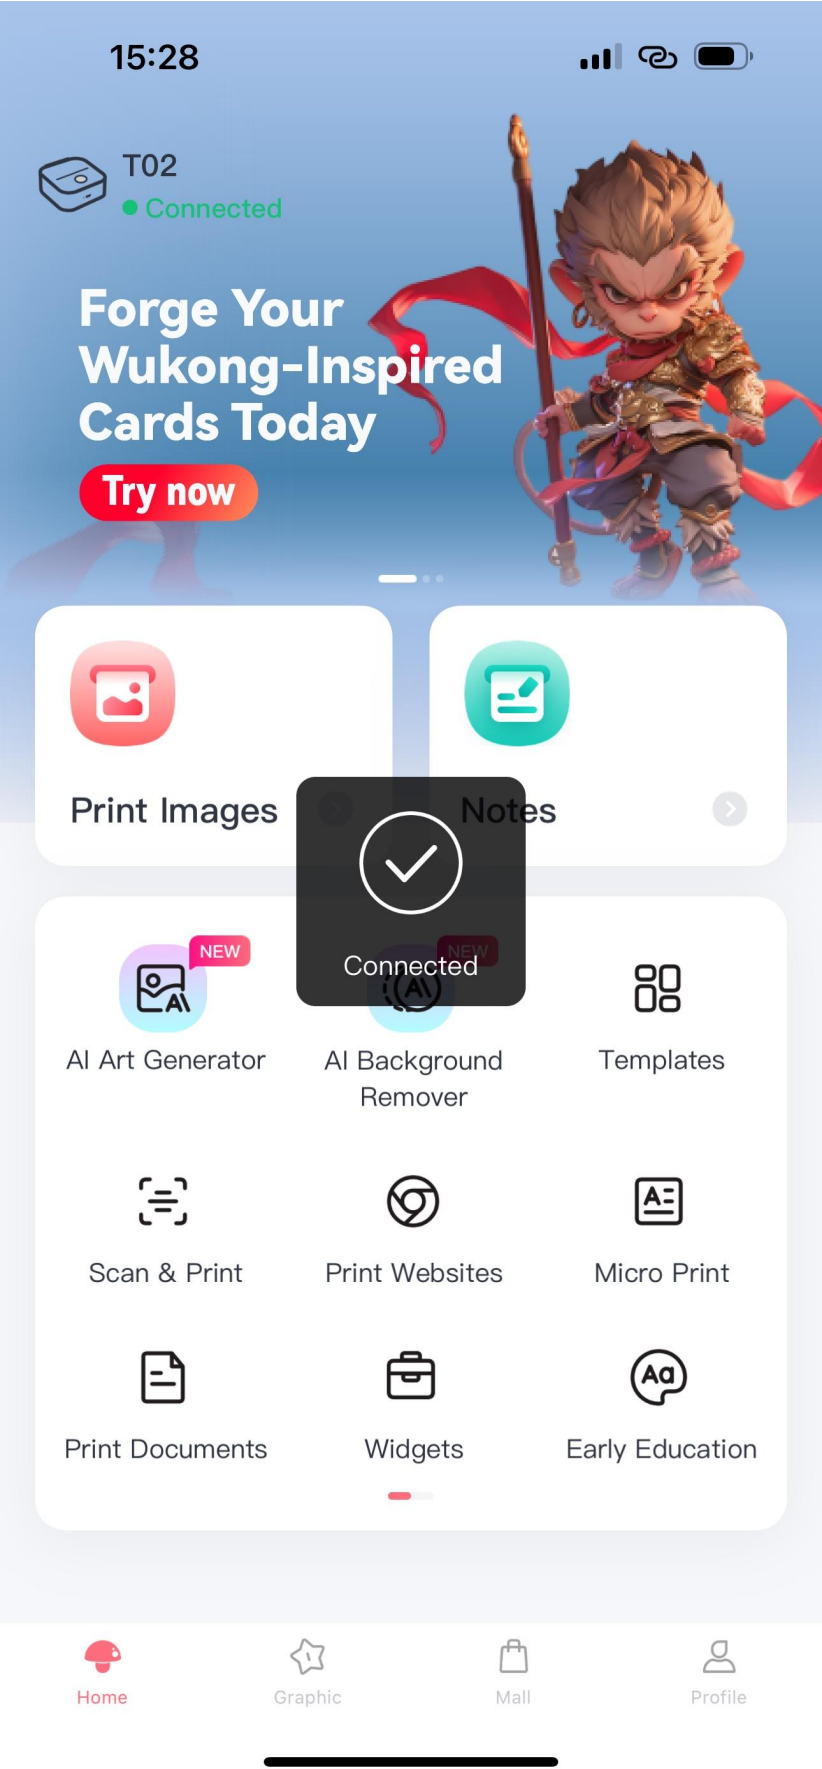 15:28
T02
Connected
Forge Your
Wukong-Inspired
Cards Today
Try now
Print Images
Notes
Connected
NEW
NEW
AI Art Generator
AI Background
Remover
Templates
Scan & Print
Print Websites
Micro Print
Print Documents
Widgets
Early Education
Home
Graphic
Mall
Profile